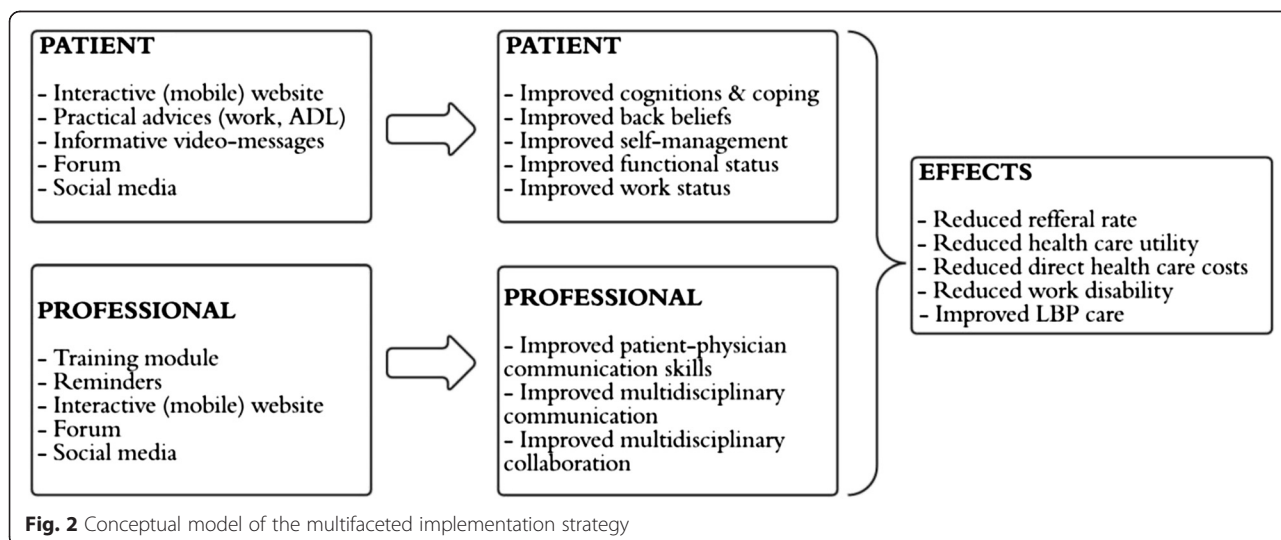 PATIENT
- Interactive (mobile) website
- Practical advices (work, ADL)
- Informative video-messages
- Forum
- Social media
PROFESSIONAL
- Training module
- Reminders
- Interactive (mobile) website
- Forum
- Social media
PATIENT
- Improved cognitions & coping
- Improved back beliefs
- Improved self-management
- Improved functional status
- Improved work status
PROFESSIONAL
- Improved patient-physician
communication skills
- Improved multidisciplinary
communication
- Improved multidisciplinary
collaboration
EFFECTS
- Reduced refferal rate
- Reduced health care utility
- Reduced direct health care costs
- Reduced work disability
- Improved LBP care
Fig. 2 Conceptual model of the multifaceted implementation strategy